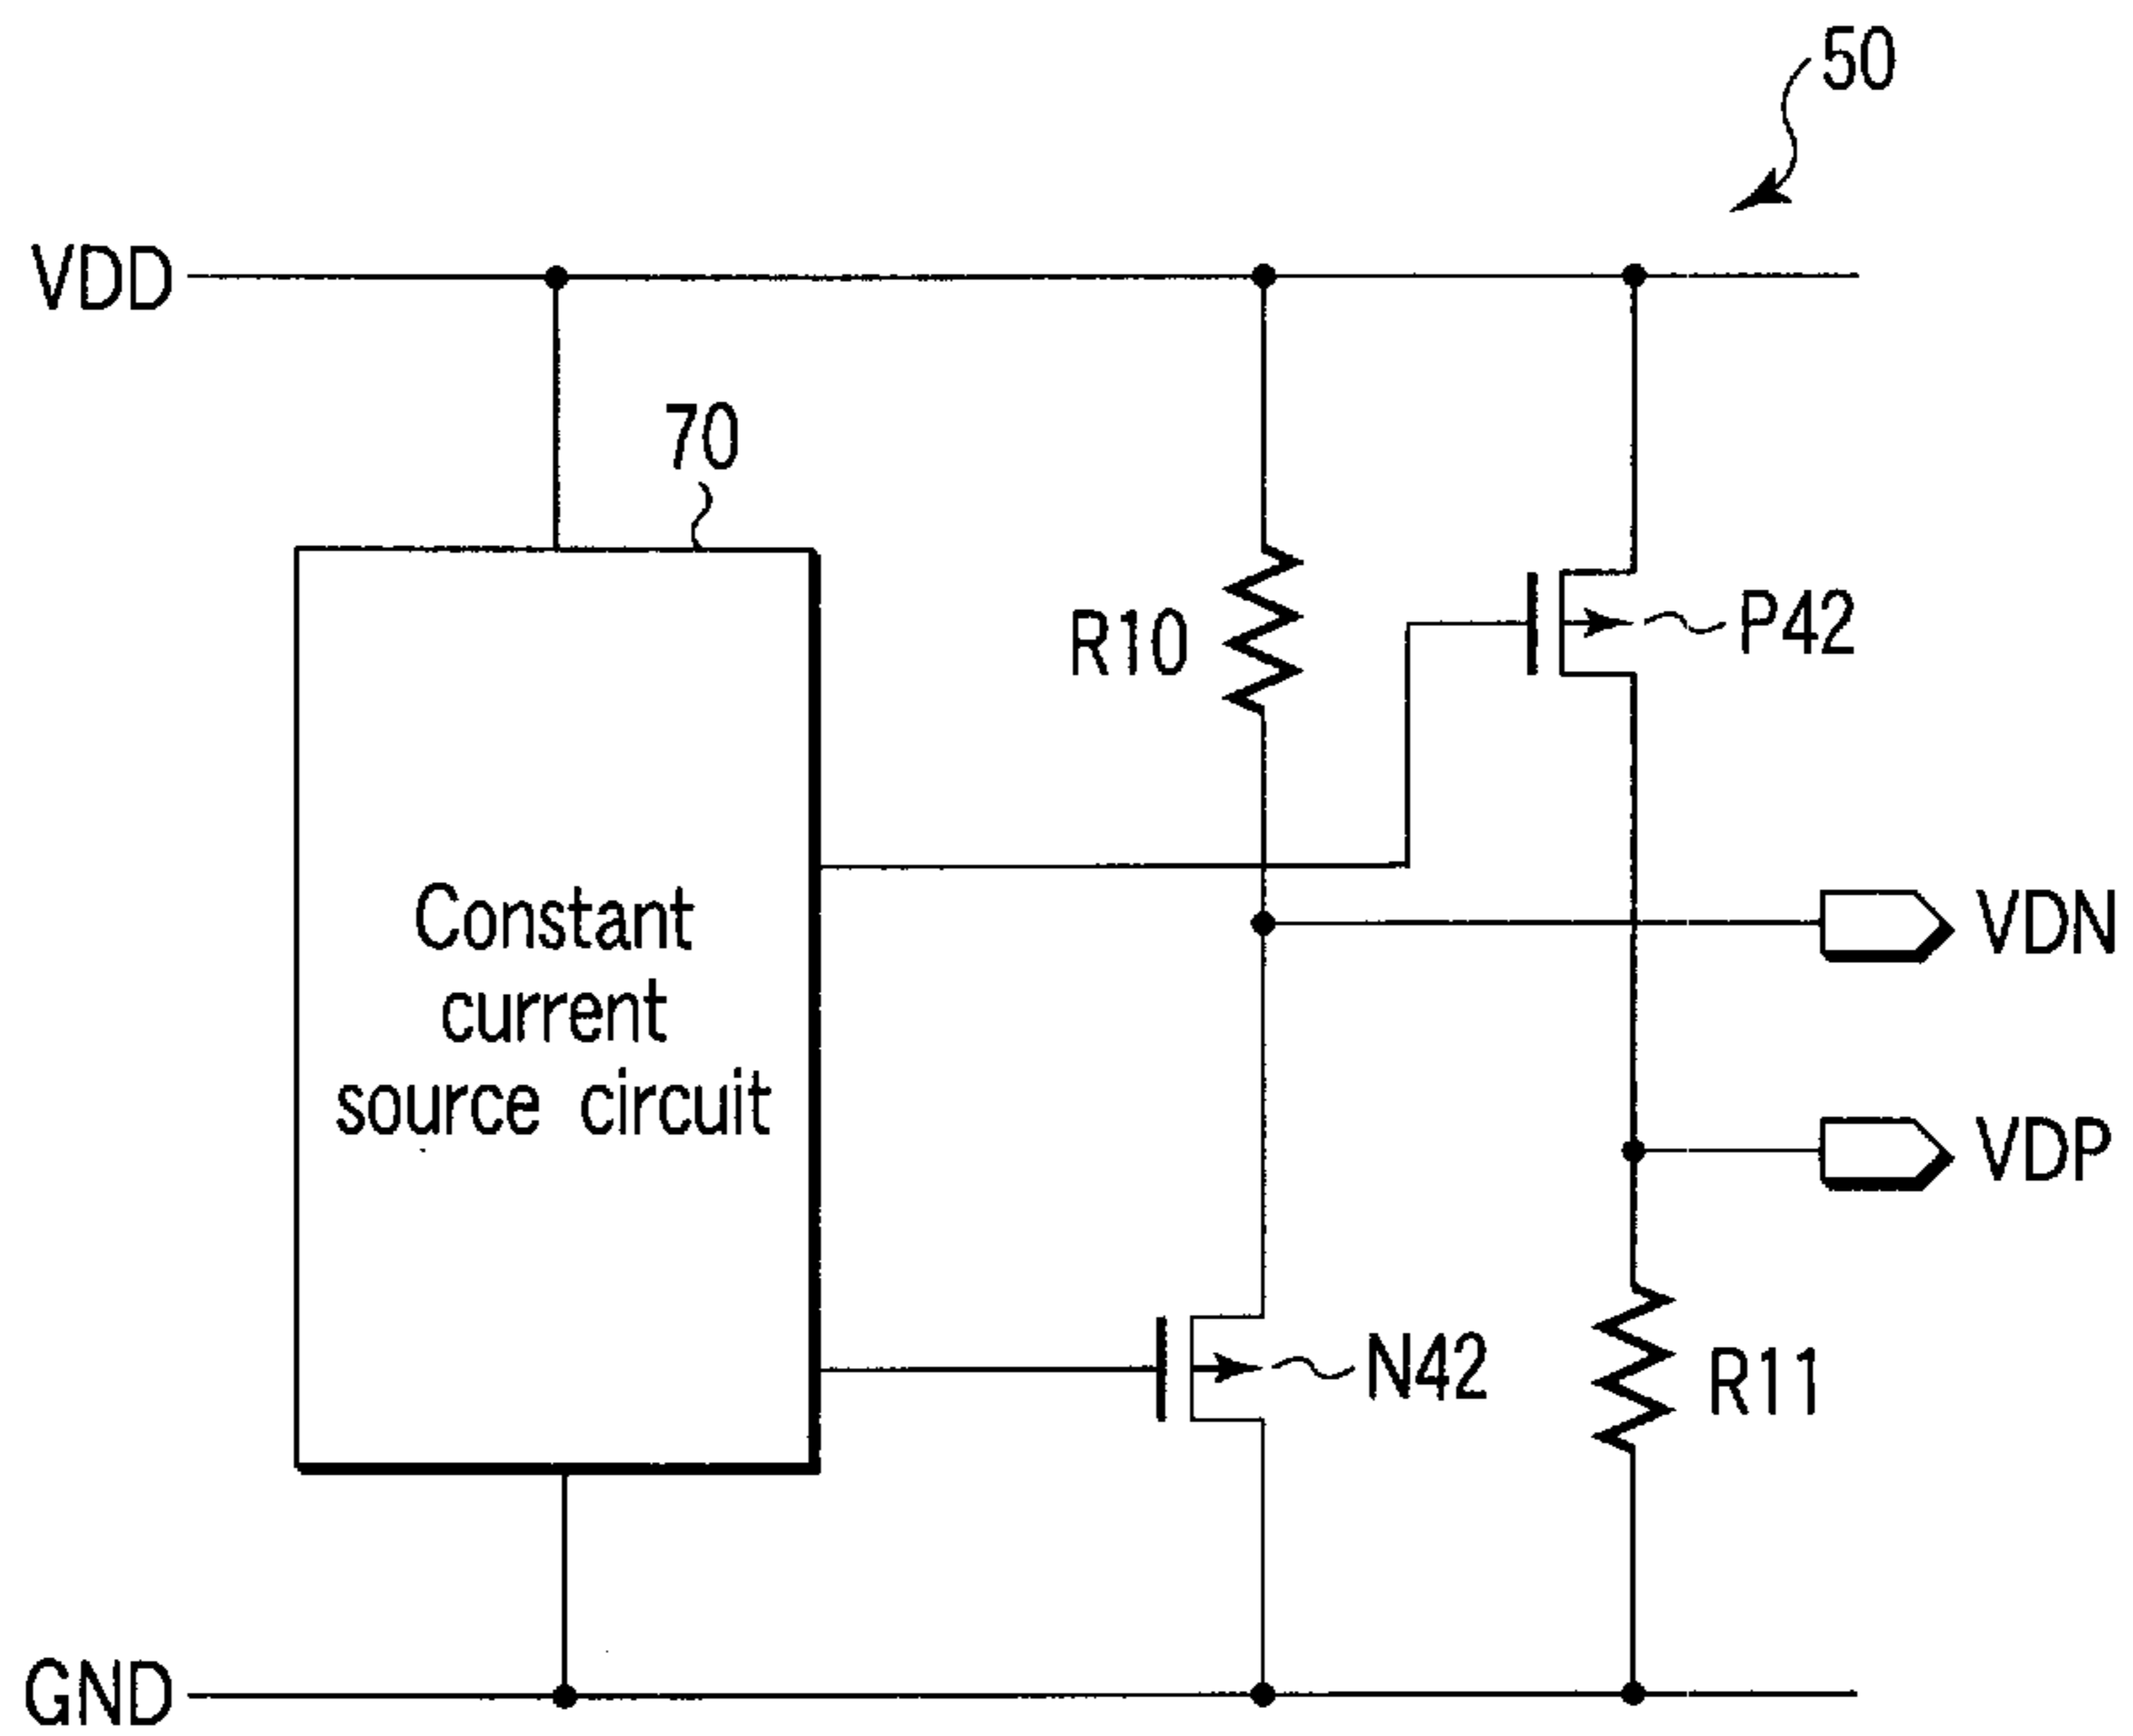 50
VDD
70
R10
P42
Constant
current
source circuit
VDN
VDP
N42
R11
GND